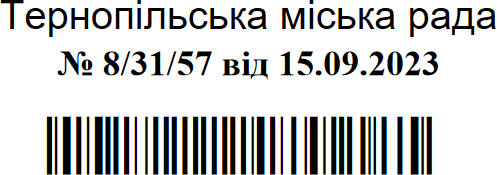 Тернопільська міська рада
№ 8/31/57 від 15.09.2023